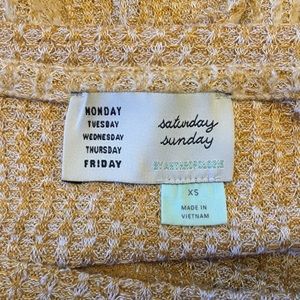 MONDAY
TUESDAY
WEDNESDAY
THURSDAY
FRIDAY
saturday
sunday
BY ANTHROPOLOGIE
XS
MADE IN
VIETNAM